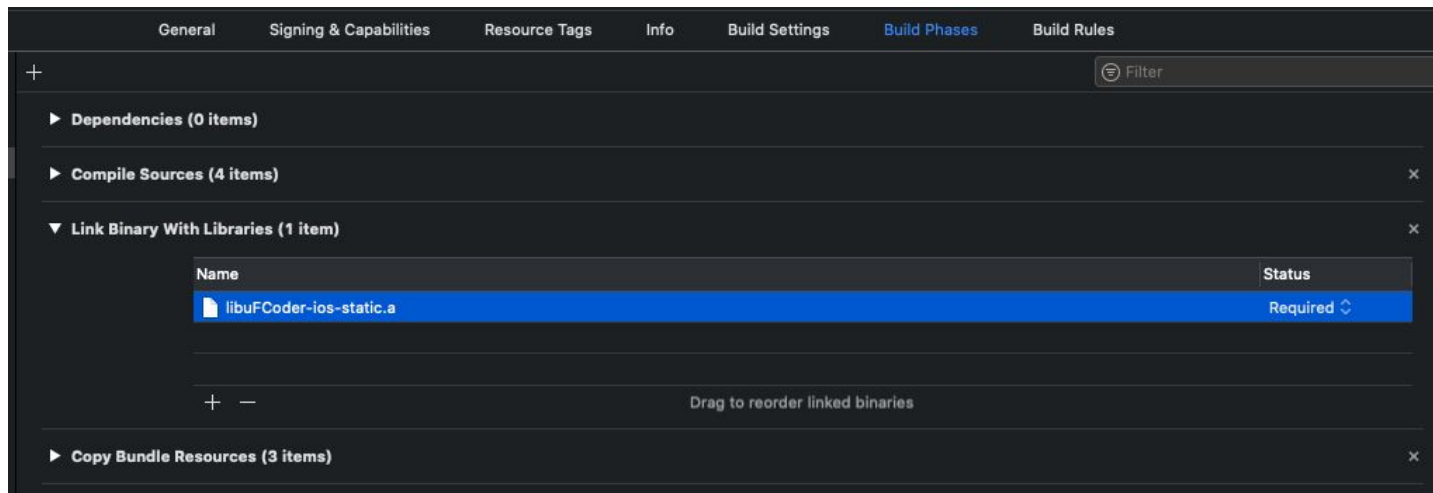 General Signing & Capabilities Resource Tags Info Build Settings Build Phases Build Rules
Filter
Dependencies (0 items)
Compile Sources (4 items)
Link Binary With Libraries (1 item)
Name Status
libuFCoder-ios-static.a Required
Drag to reorder linked binaries
Copy Bundle Resources (3 items)